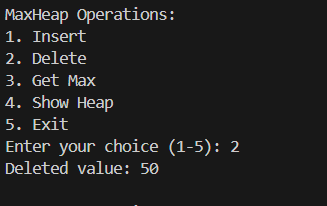 MaxHeap Operations:
1. Insert
2. Delete
3. Get Max
4. Show Heap
5. Exit
Enter your choice (1-5): 2
Deleted value: 50